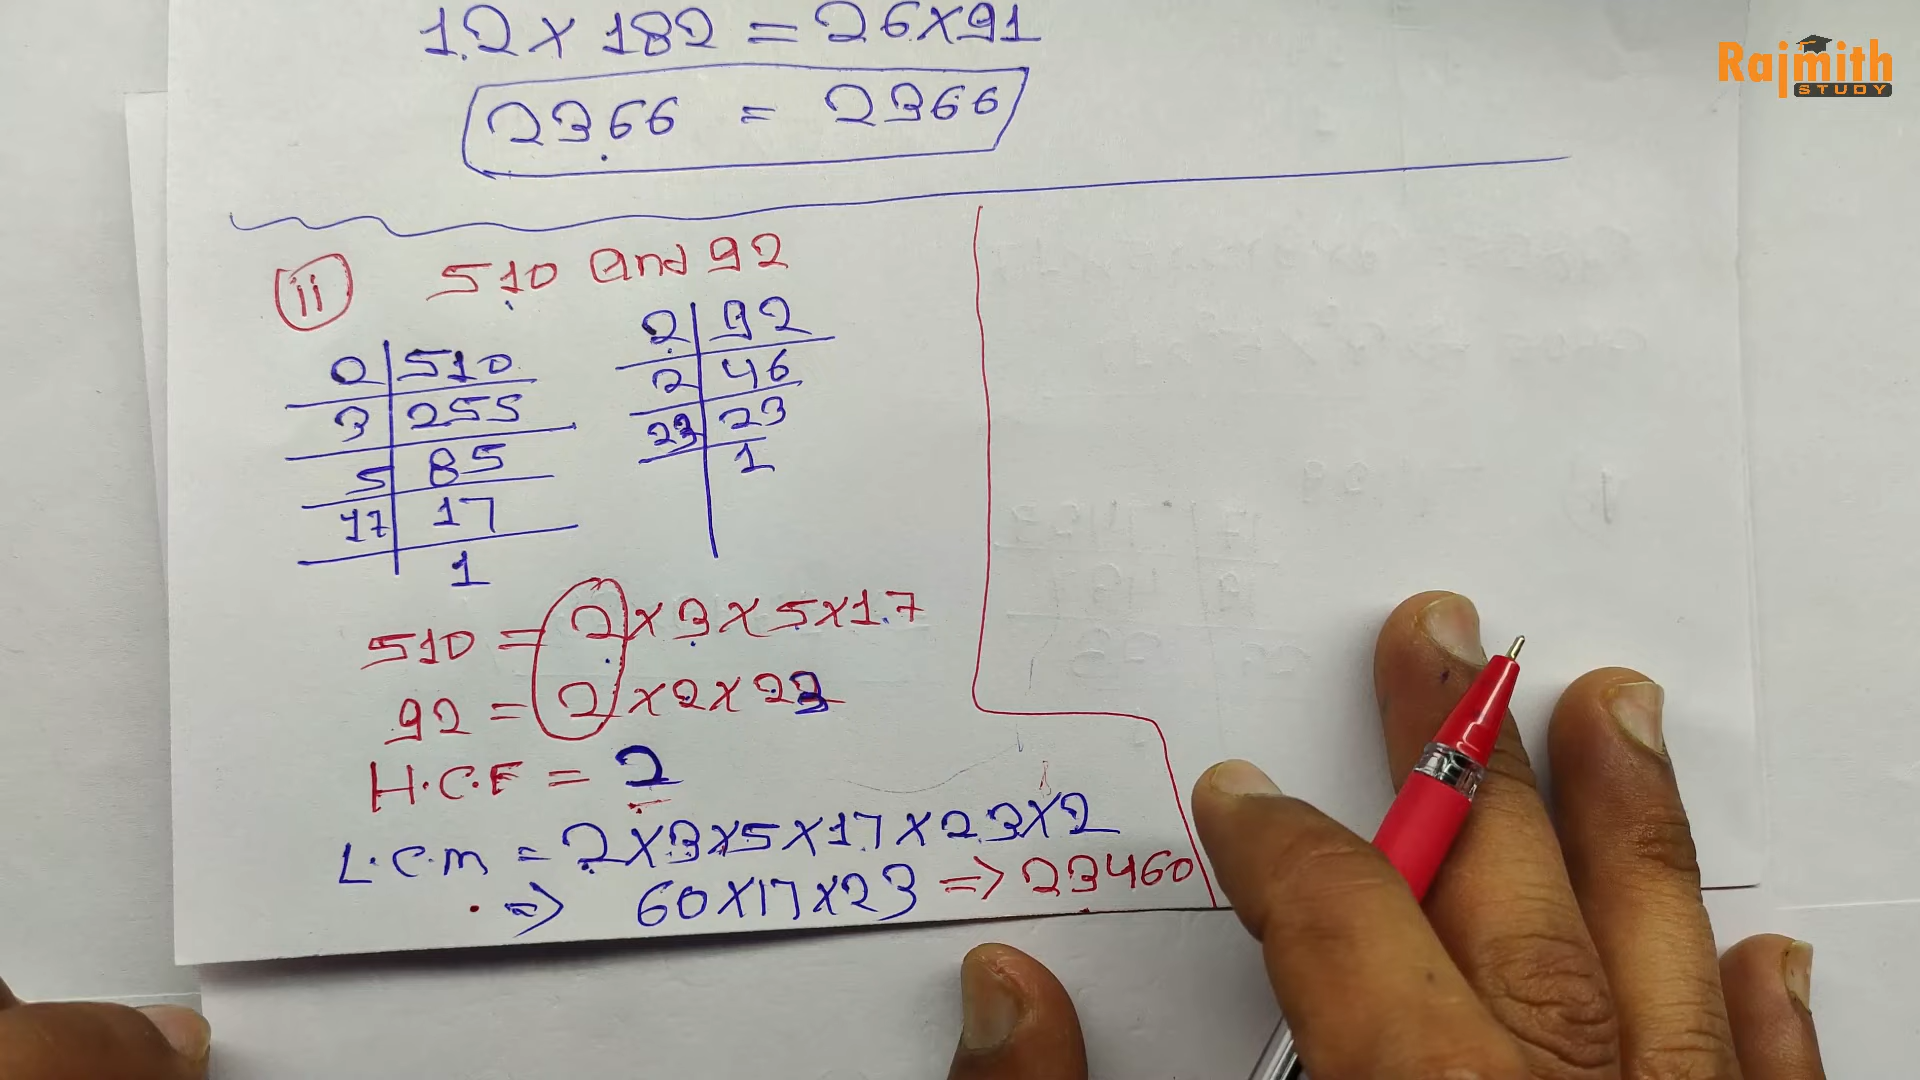 12 × 182 = 26×91
2366 = 2366
Rajmith
STUDY
ii 510 and 92
2 | 510
3 | 255
5 | 85
17 | 17
1
2 | 92
2 | 46
23 | 23
1
510 = 2×3×5×17
92 = 2×2×23
H.C.F = 2
L.C.M = 2×3×5×17×23×2
⇒ 60×17×23 ⇒ 23460